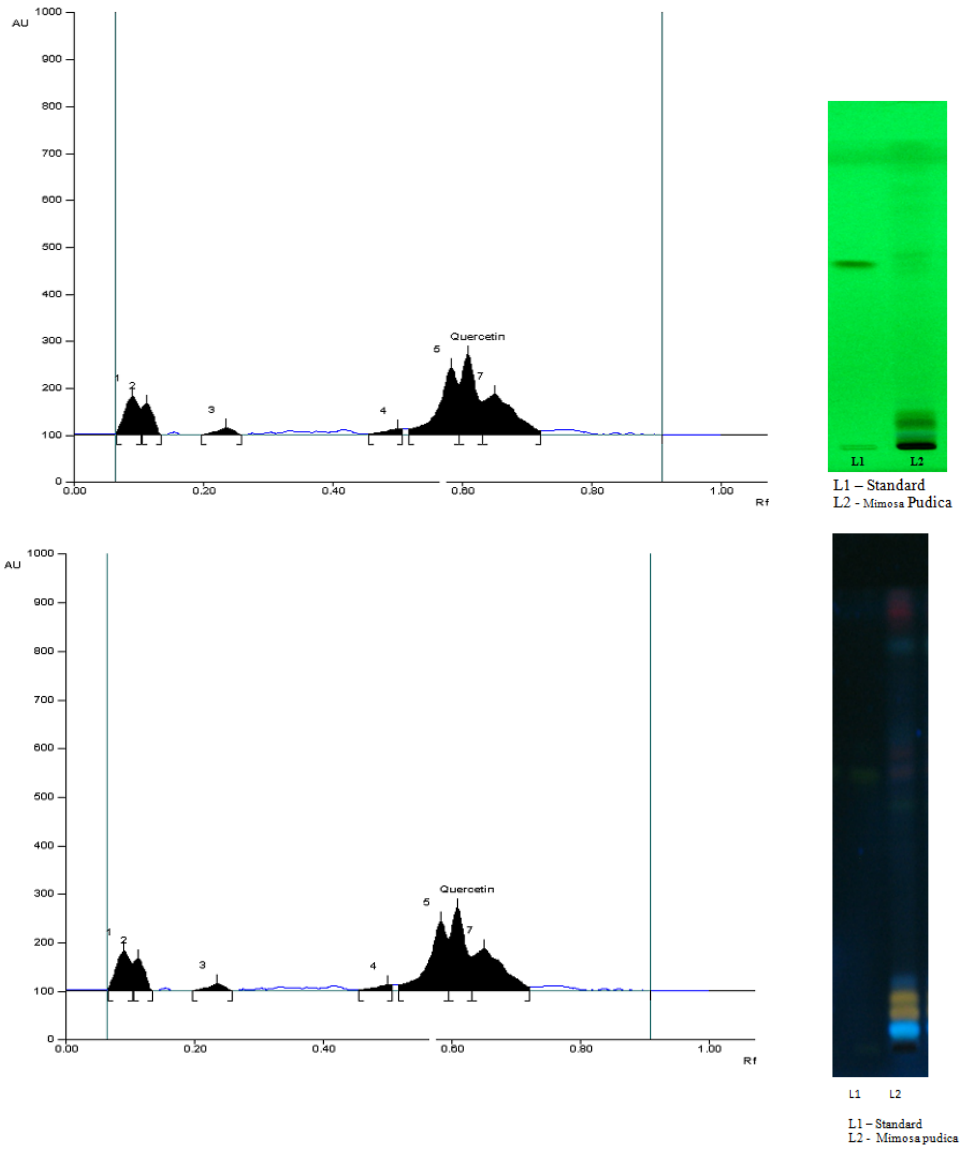 AU
1000
900
800
700
600
500
400
300
200
100
0
Quercetin
1
2
3
4
5
7
0.00 0.20 0.40 0.60 0.80 1.00
Rf
L1 L2
L1 – Standard
L2 - Mimosa Pudica
AU
1000
900
800
700
600
500
400
300
200
100
0
Quercetin
1
2
3
4
5
7
0.00 0.20 0.40 0.60 0.80 1.00
Rf
L1 L2
L1 – Standard
L2 - Mimosa pudica